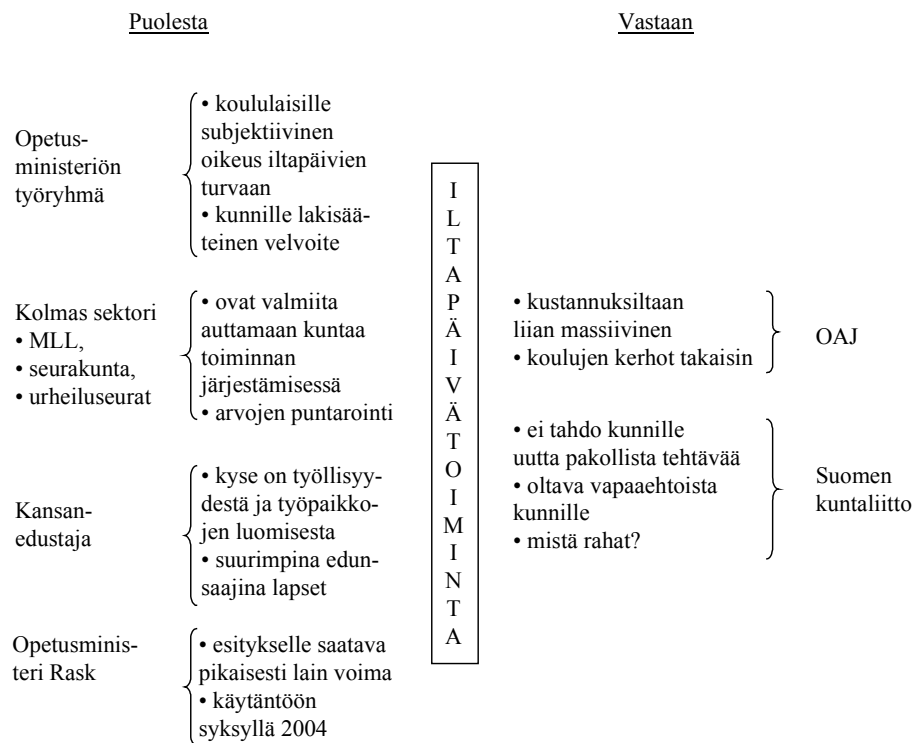 Puolesta
Vastaan
Opetus-
ministeriön
työryhmä
• koululaisille
subjektiivinen
oikeus iltapäivien
turvaan
• kunnille lakisää-
teinen velvoite
Kolmas sektori
• MLL,
• seurakunta,
• urheiluseurat
• ovat valmiita
auttamaan kuntaa
toiminnan
järjestämisessä
• arvojen puntarointi
Kansan-
edustaja
• kyse on työllisyy-
destä ja työpaikko-
jen luomisesta
• suurimpina edun-
saajina lapset
Opetusminis-
teri Rask
• esitykselle saatava
pikaisesti lain voima
• käytäntöön
syksyllä 2004
I
L
T
A
P
Ä
I
V
Ä
T
O
I
M
I
N
T
A
• kustannuksiltaan
liian massiivinen
• koulujen kerhot takaisin
OAJ
• ei tahdo kunnille
uutta pakollista tehtävää
• oltava vapaaehtoista
kunnille
• mistä rahat?
Suomen
kuntaliitto